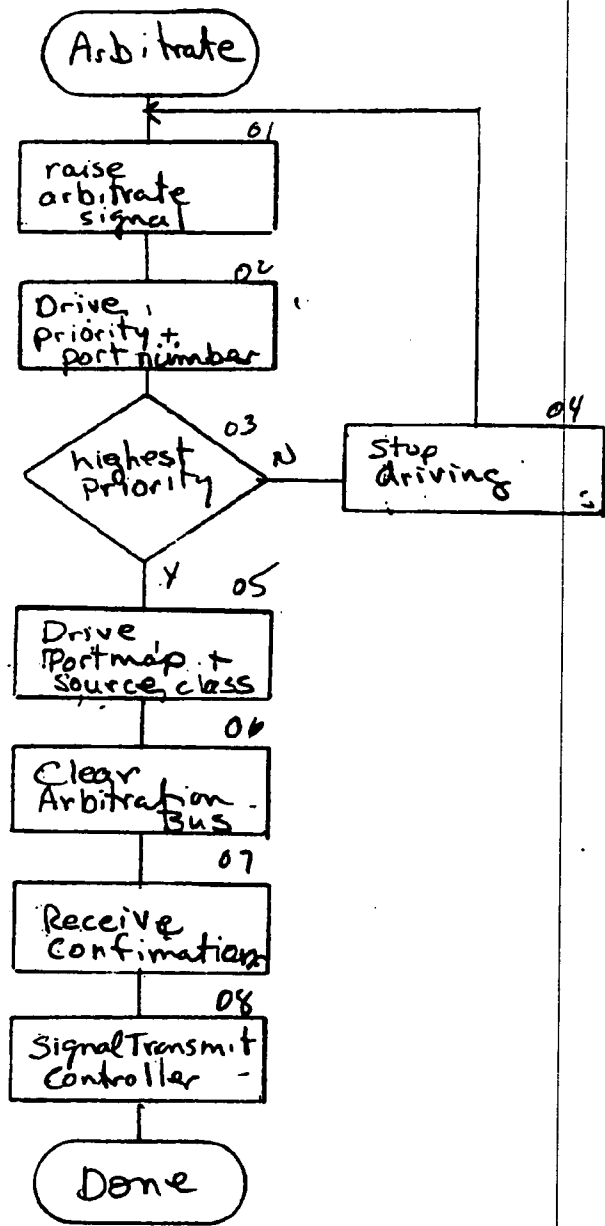 Arbitrate
01
raise
arbitrate
signal
02
Drive
priority +
port number
03
highest
priority
N
04
Stop
driving
Y
05
Drive
Portmap +
source class
06
Clear
Arbitration
Bus
07
Receive
Confimation
08
Signal Transmit
Controller
Done